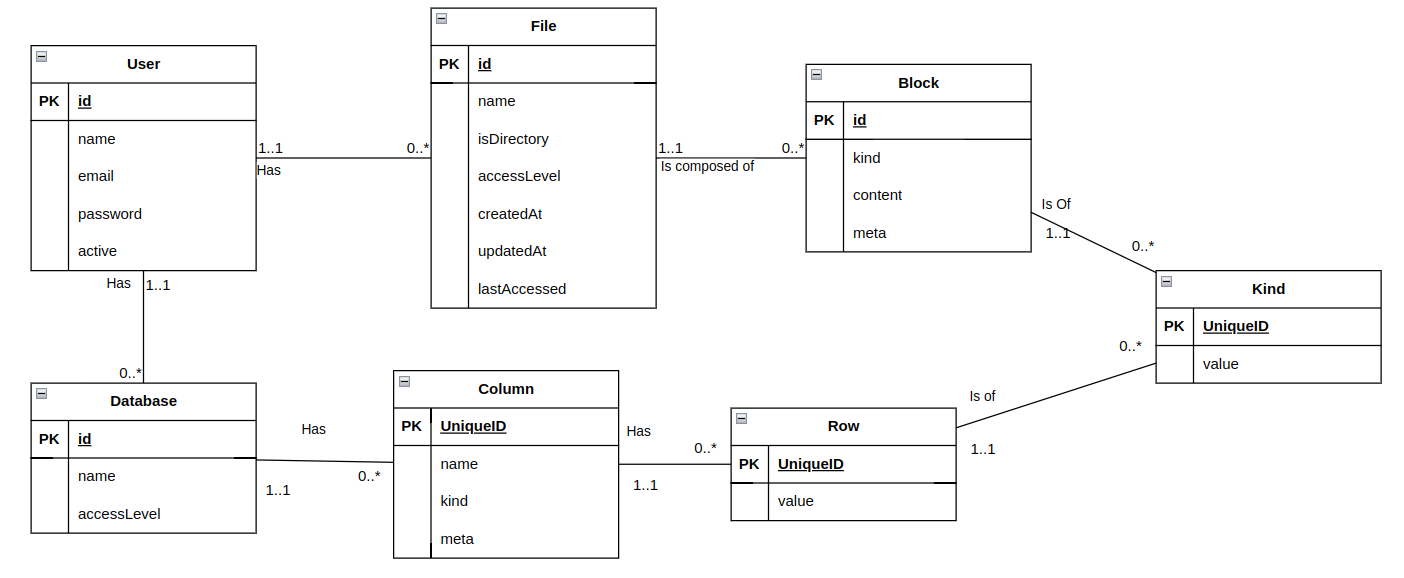 User
PK id
name
email
password
active
1..1
Has
0..*
File
PK id
name
isDirectory
accessLevel
createdAt
updatedAt
lastAccessed
1..1
Is composed of
0..*
Block
PK id
kind
content
meta
Is Of
1..1
0..*
Kind
PK UniqueID
value
Has
1..1
0..*
Database
PK id
name
accessLevel
Has
1..1
0..*
Column
PK UniqueID
name
kind
meta
Has
1..1
0..*
Row
PK UniqueID
value
Is of
1..1
0..*